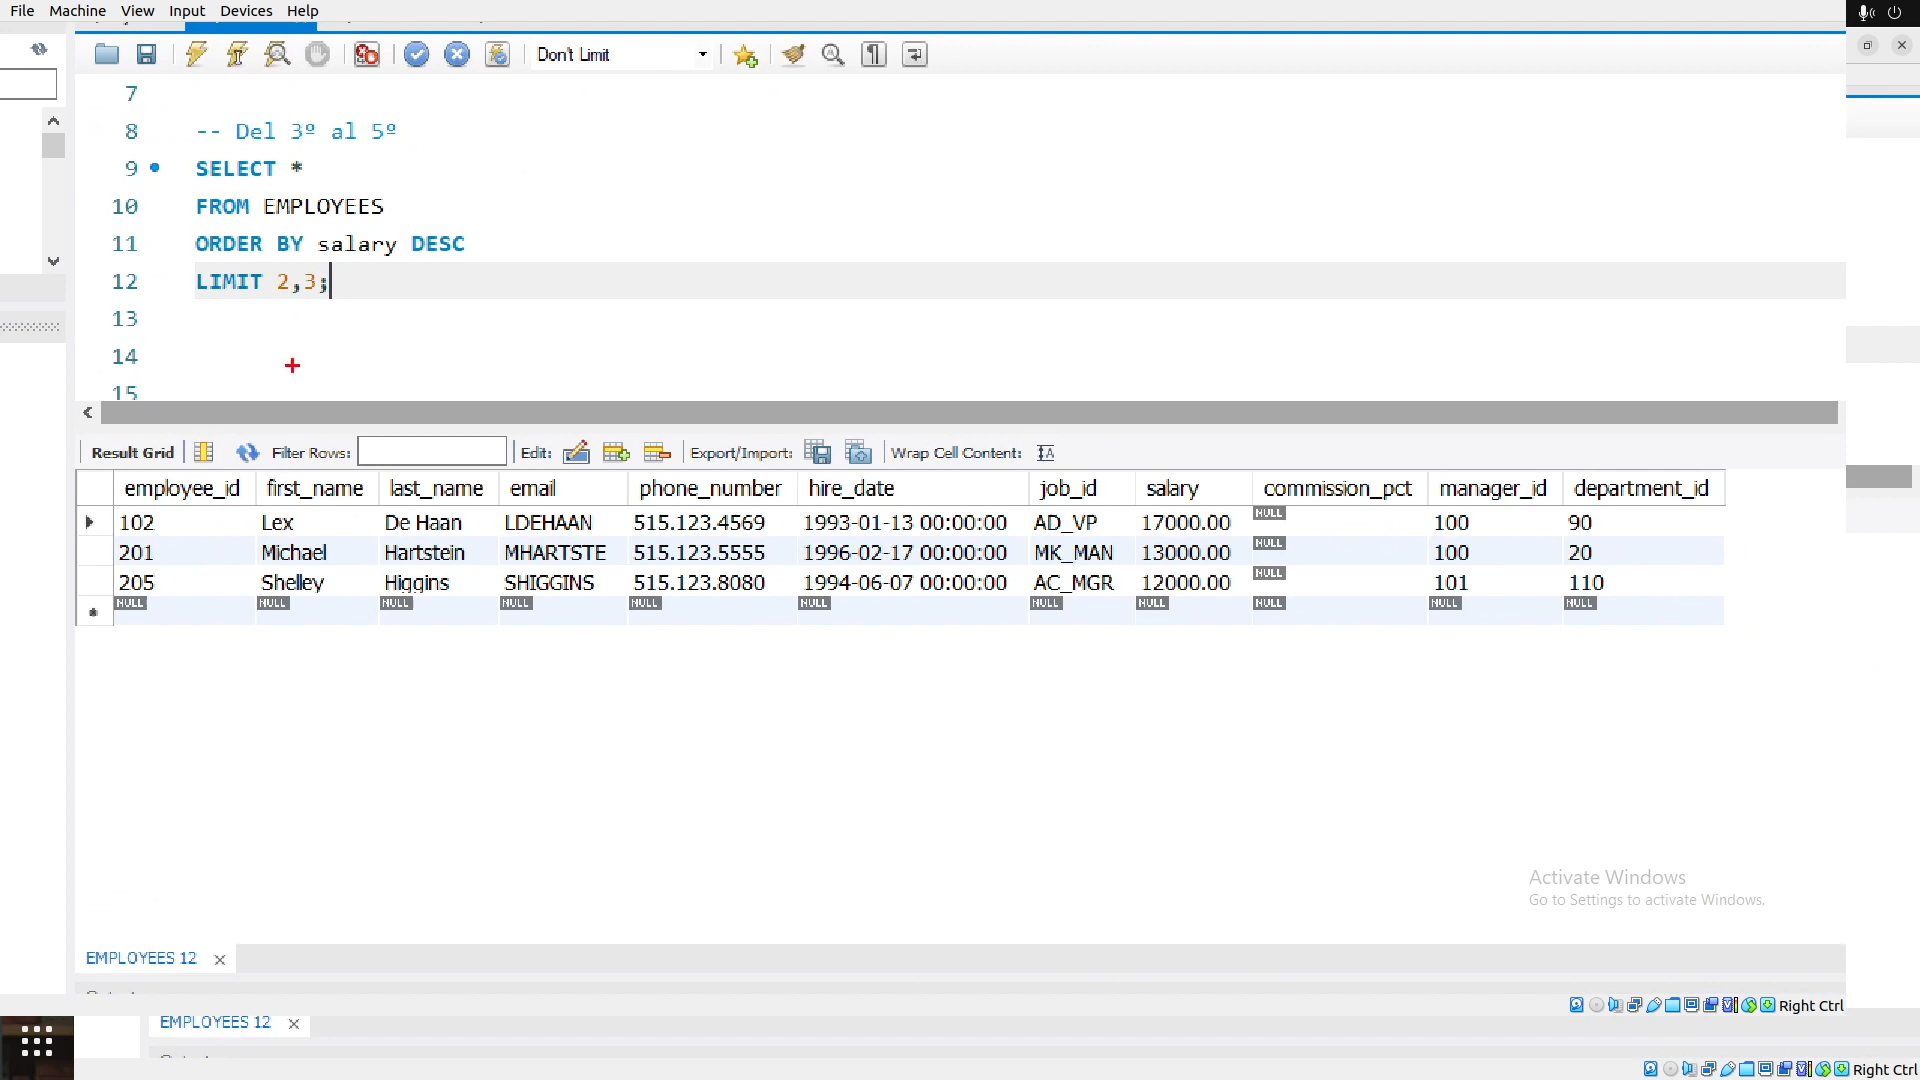 File Machine View Input Devices Help
Don't Limit
7
8 -- Del 3º al 5º
9 SELECT *
10 FROM EMPLOYEES
11 ORDER BY salary DESC
12 LIMIT 2,3;
13
14
15
Result Grid Filter Rows: Edit: Export/Import: Wrap Cell Content:
employee_id first_name last_name email phone_number hire_date job_id salary commission_pct manager_id department_id
102 Lex De Haan LDEHAAN 515.123.4569 1993-01-13 00:00:00 AD_VP 17000.00 NULL 100 90
201 Michael Hartstein MHARTSTE 515.123.5555 1996-02-17 00:00:00 MK_MAN 13000.00 NULL 100 20
205 Shelley Higgins SHIGGINS 515.123.8080 1994-06-07 00:00:00 AC_MGR 12000.00 NULL 101 110
NULL NULL NULL NULL NULL NULL NULL NULL NULL NULL NULL
Activate Windows
Go to Settings to activate Windows.
EMPLOYEES 12
Right Ctrl
EMPLOYEES 12
Right Ctrl